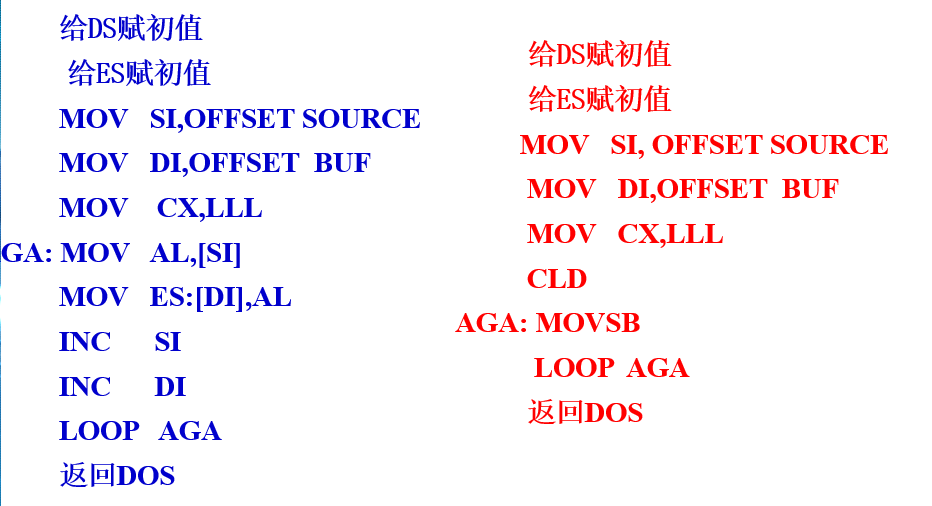 给DS赋初值
给ES赋初值
MOV SI,OFFSET SOURCE
MOV DI,OFFSET BUF
MOV CX,LLL
GA: MOV AL,[SI]
MOV ES:[DI],AL
INC SI
INC DI
LOOP AGA
返回DOS
给DS赋初值
给ES赋初值
MOV SI, OFFSET SOURCE
MOV DI,OFFSET BUF
MOV CX,LLL
CLD
AGA: MOVSB
LOOP AGA
返回DOS